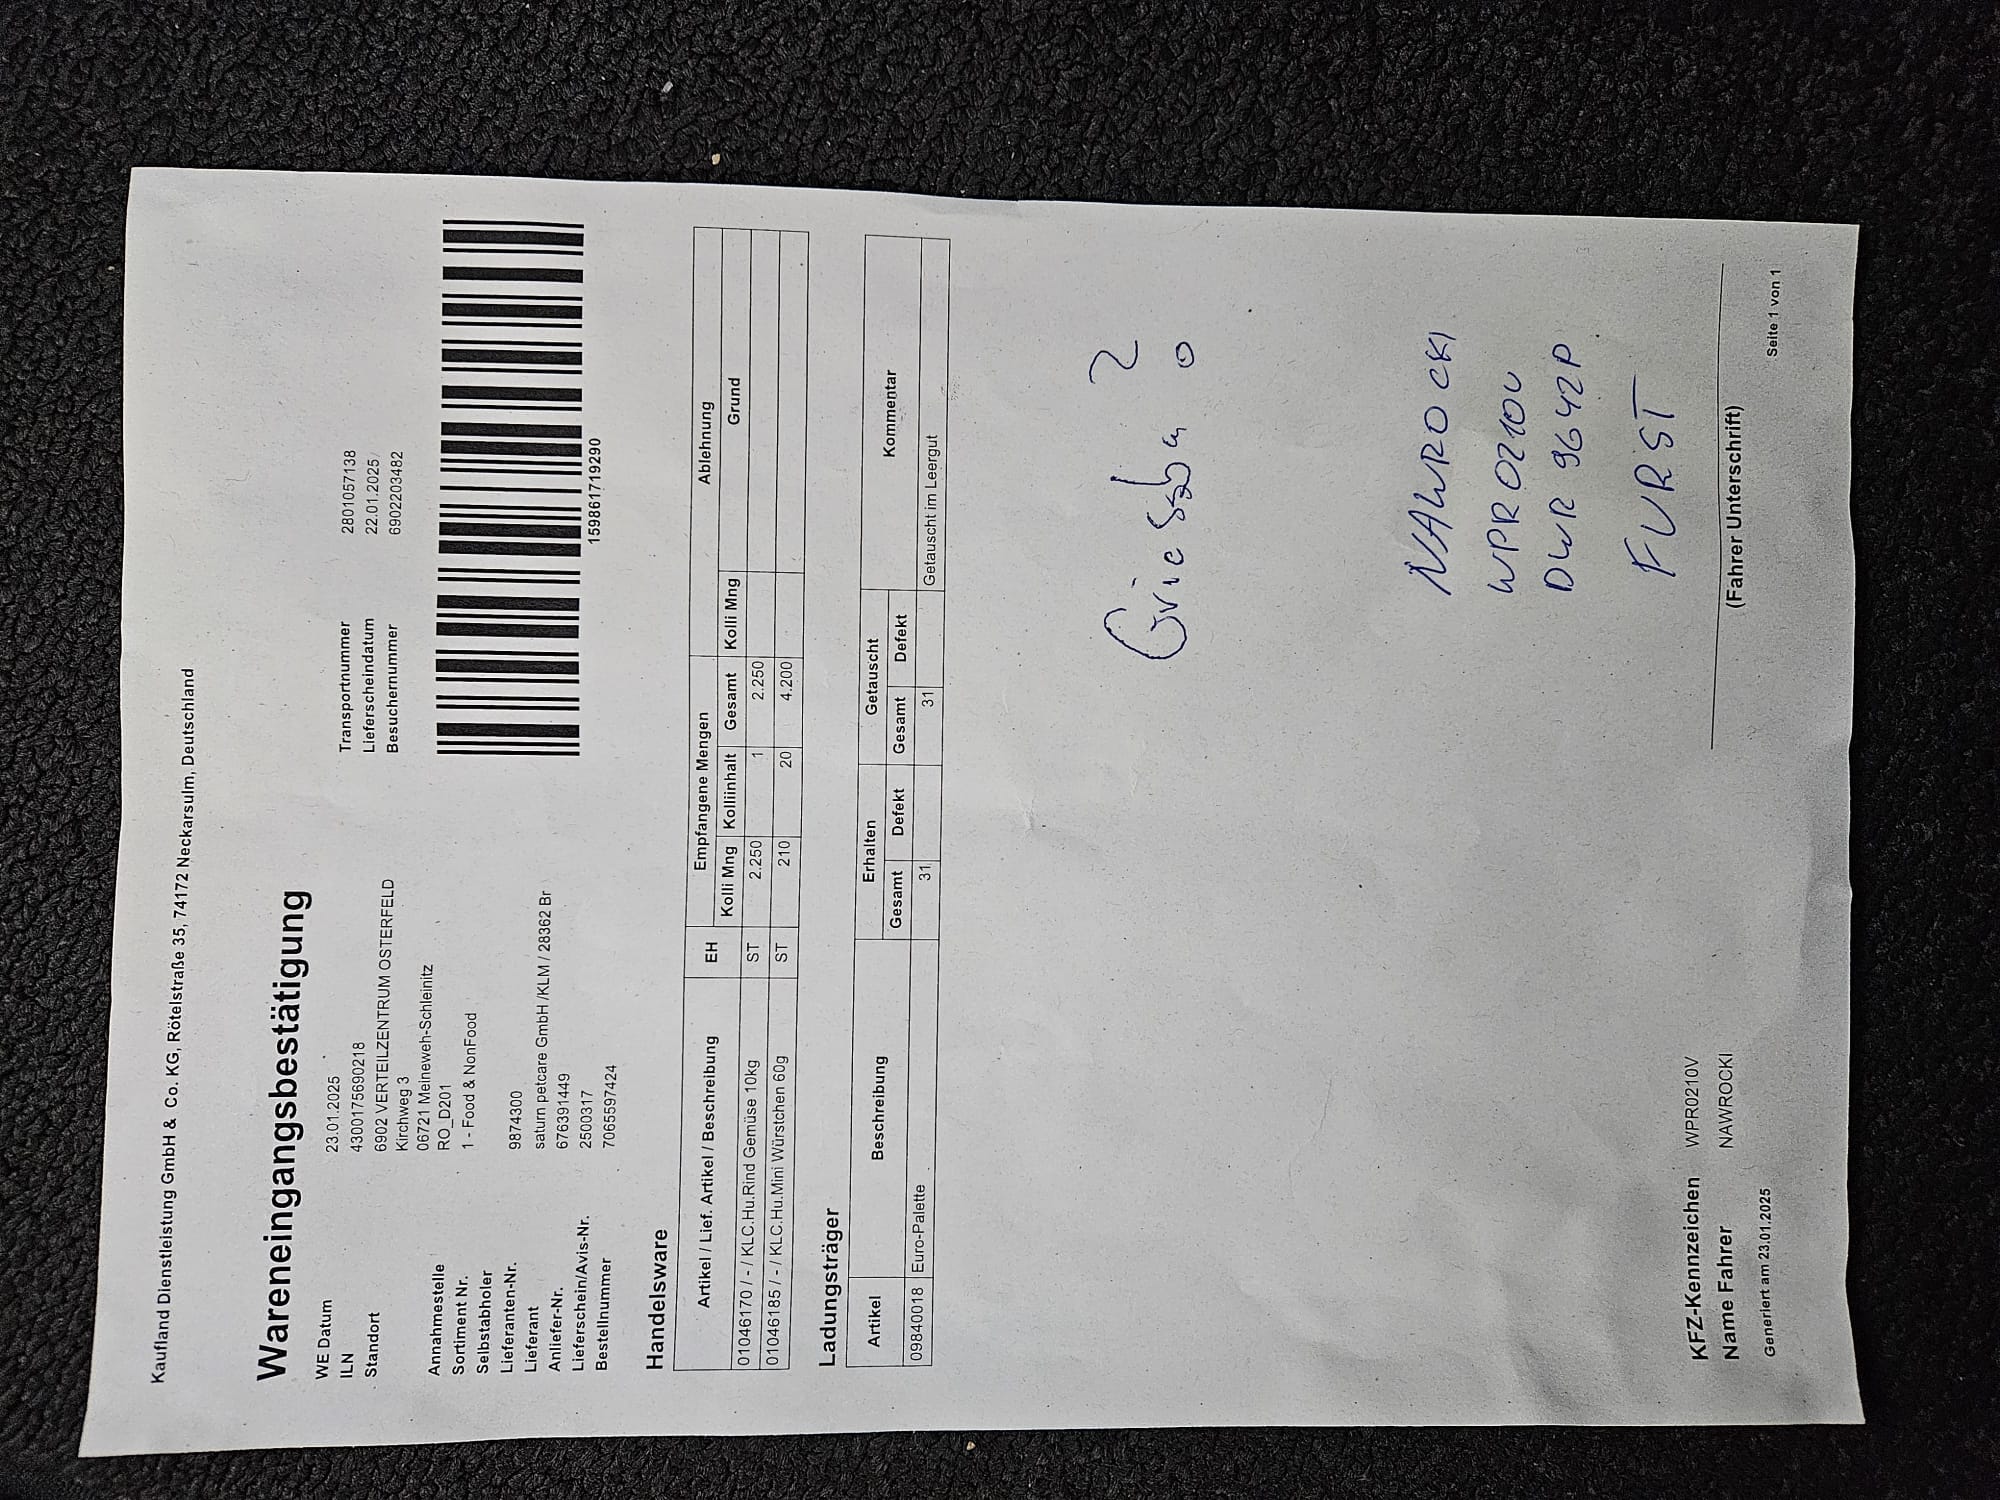 Kaufland Dienstleistung GmbH & Co. KG, Rötelstraße 35, 74172 Neckarsulm, Deutschland
Wareneingangsbestätigung
WE Datum 23.01.2025
ILN 4300175690218
Standort 6902 VERTEILZENTRUM OSTERFELD
Kirchweg 3
06721 Meineweh-Schleinitz
Annahmestelle RO_D201
Sortiment Nr. 1 - Food & NonFood
Selbstabholer
Lieferanten-Nr. 9874300
Lieferant saturn petcare GmbH /KLM / 28362 Br
Anliefer-Nr. 676391449
Lieferschein/Avis-Nr. 2500317
Bestellnummer 7065597424
Transportnummer 2801057138
Lieferscheindatum 22.01.2025
Besuchernummer 6902203482
159861719290
Handelsware
Artikel / Lief. Artikel / Beschreibung EH Empfangene Mengen Ablehnung
Kolli Mng Kolliinhalt Gesamt Kolli Mng Grund
01046170 / - / KLC.Hu.Rind Gemüse 10kg ST 2.250 1 2.250
01046185 / - / KLC.Hu.Mini Würstchen 60g ST 210 20 4.200
Ladungsträger
Artikel Beschreibung Erhalten Getauscht Kommentar
Gesamt Defekt Gesamt Defekt
09840018 Euro-Palette 31 31 Getauscht im Leergut
NAWROCKI
WPR0210V
DWR 9642P
FURST
KFZ-Kennzeichen WPR0210V
Name Fahrer NAWROCKI
(Fahrer Unterschrift)
Generiert am 23.01.2025
Seite 1 von 1